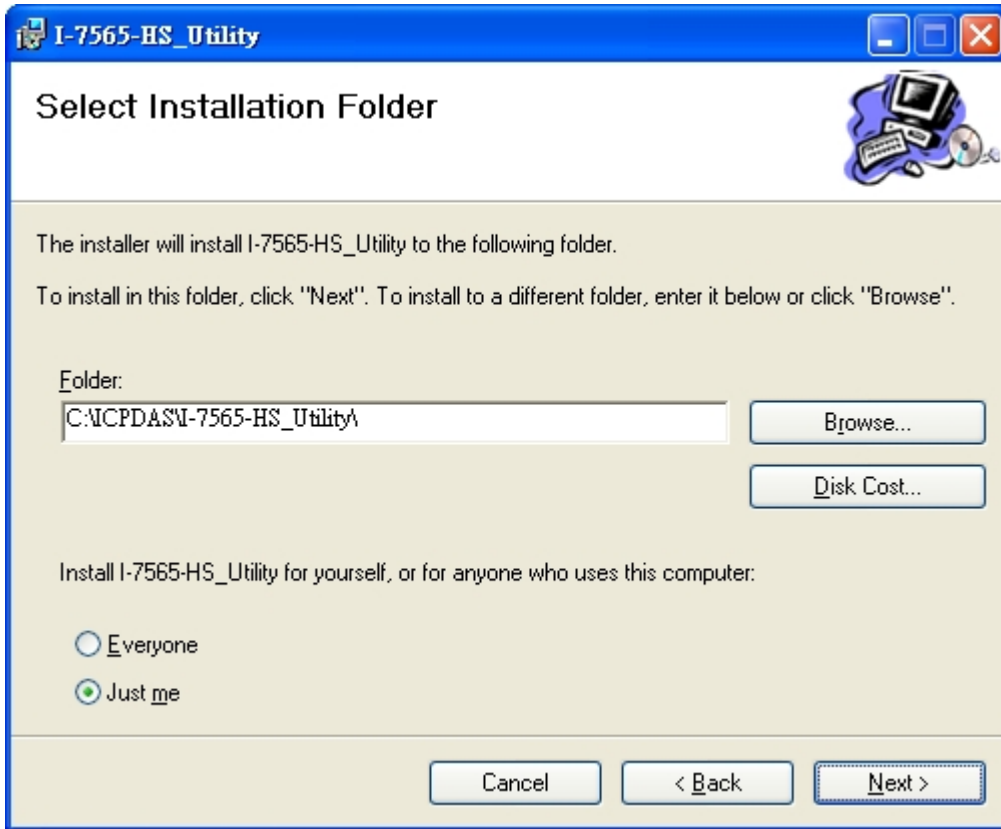 I-7565-HS_Utility
Select Installation Folder
The installer will install I-7565-HS_Utility to the following folder.
To install in this folder, click "Next". To install to a different folder, enter it below or click "Browse".
Folder:
C:\ICPDAS\I-7565-HS_Utility\
Browse...
Disk Cost...
Install I-7565-HS_Utility for yourself, or for anyone who uses this computer:
Everyone
Just me
Cancel
< Back
Next >